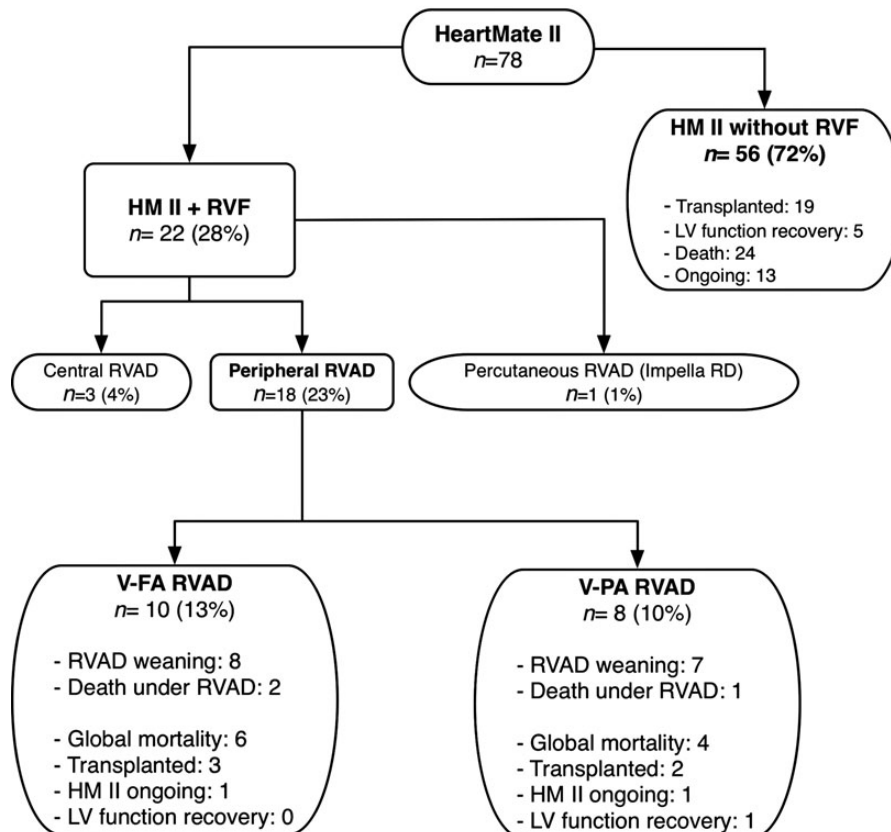 HeartMate II
n=78
HM II without RVF
n= 56 (72%)
- Transplanted: 19
- LV function recovery: 5
- Death: 24
- Ongoing: 13
HM II + RVF
n= 22 (28%)
Central RVAD
n=3 (4%)
Peripheral RVAD
n=18 (23%)
Percutaneous RVAD (Impella RD)
n=1 (1%)
V-FA RVAD
n= 10 (13%)
- RVAD weaning: 8
- Death under RVAD: 2
- Global mortality: 6
- Transplanted: 3
- HM II ongoing: 1
- LV function recovery: 0
V-PA RVAD
n= 8 (10%)
- RVAD weaning: 7
- Death under RVAD: 1
- Global mortality: 4
- Transplanted: 2
- HM II ongoing: 1
- LV function recovery: 1